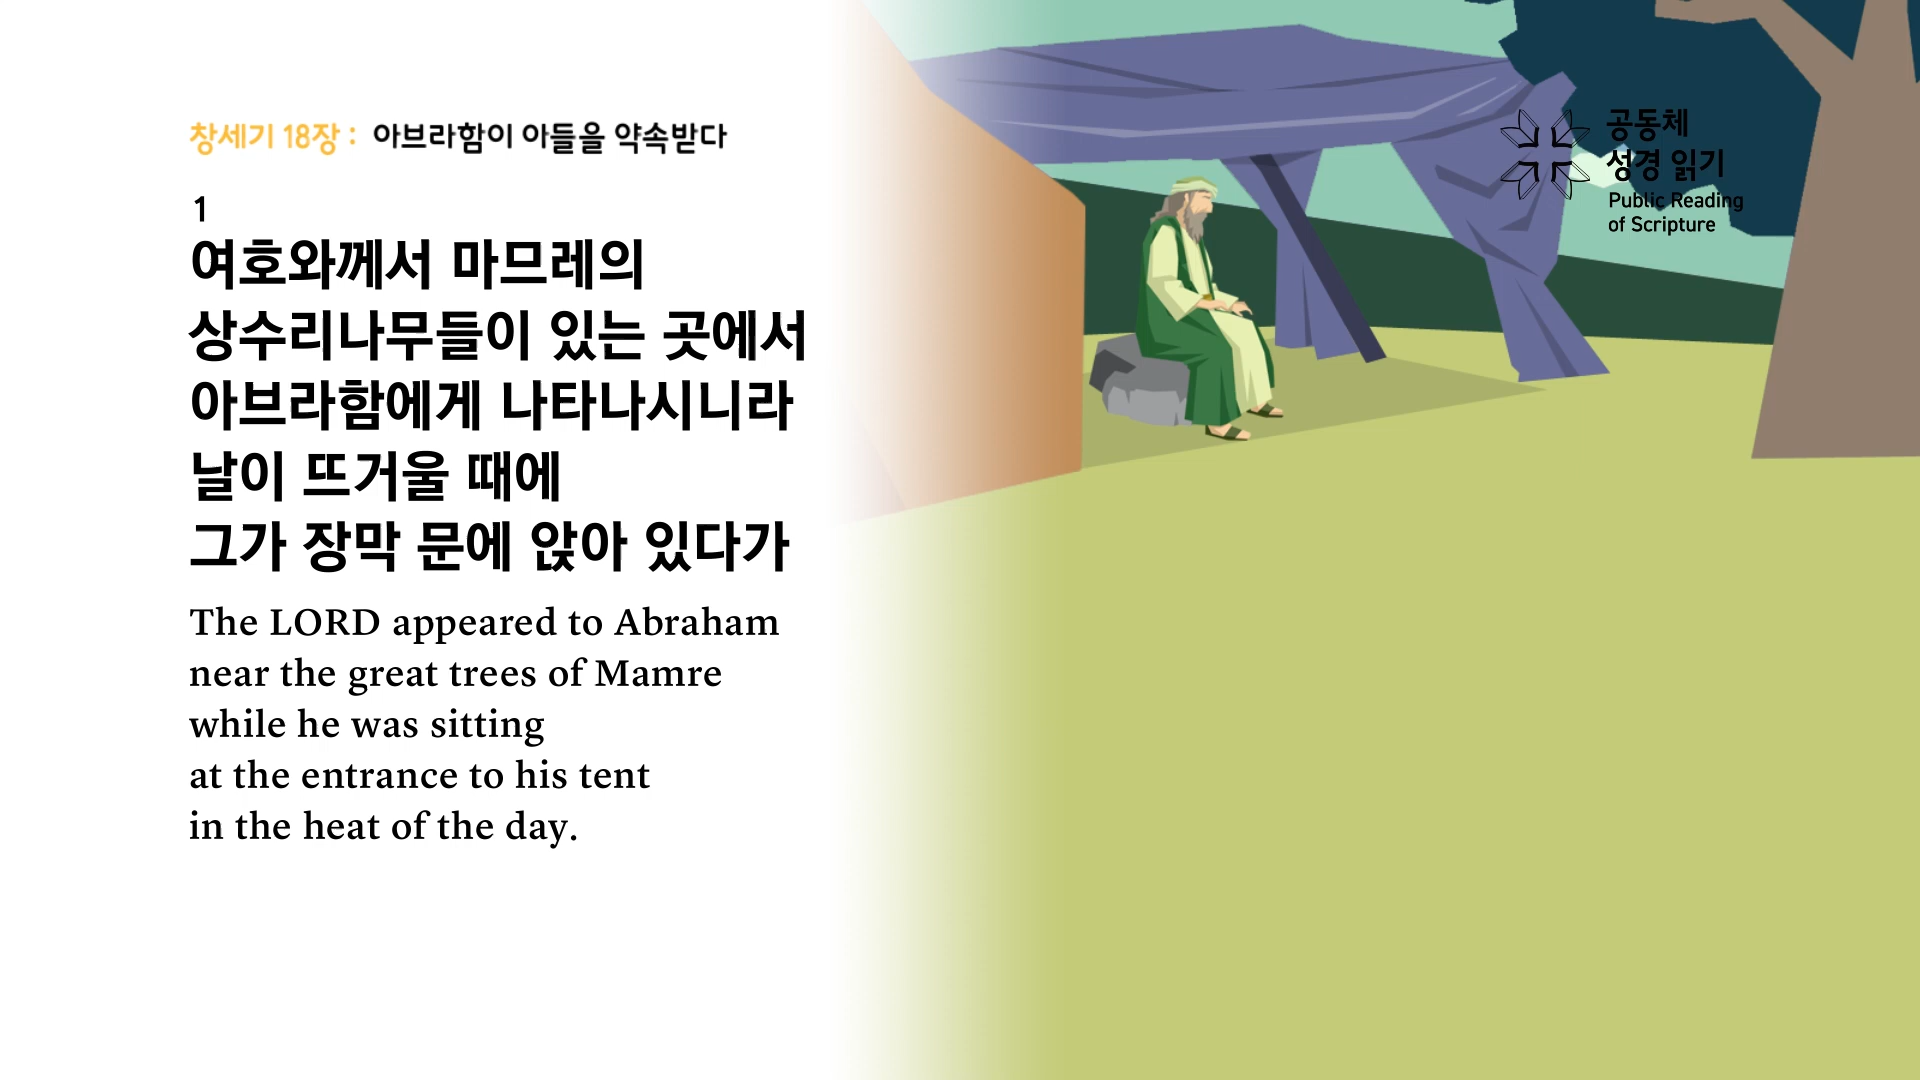 창세기 18장 : 아브라함이 아들을 약속받다
1
여호와께서 마므레의
상수리나무들이 있는 곳에서
아브라함에게 나타나시니라
날이 뜨거울 때에
그가 장막 문에 앉아 있다가
The LORD appeared to Abraham
near the great trees of Mamre
while he was sitting
at the entrance to his tent
in the heat of the day.
공동체
성경 읽기
Public Reading
of Scripture